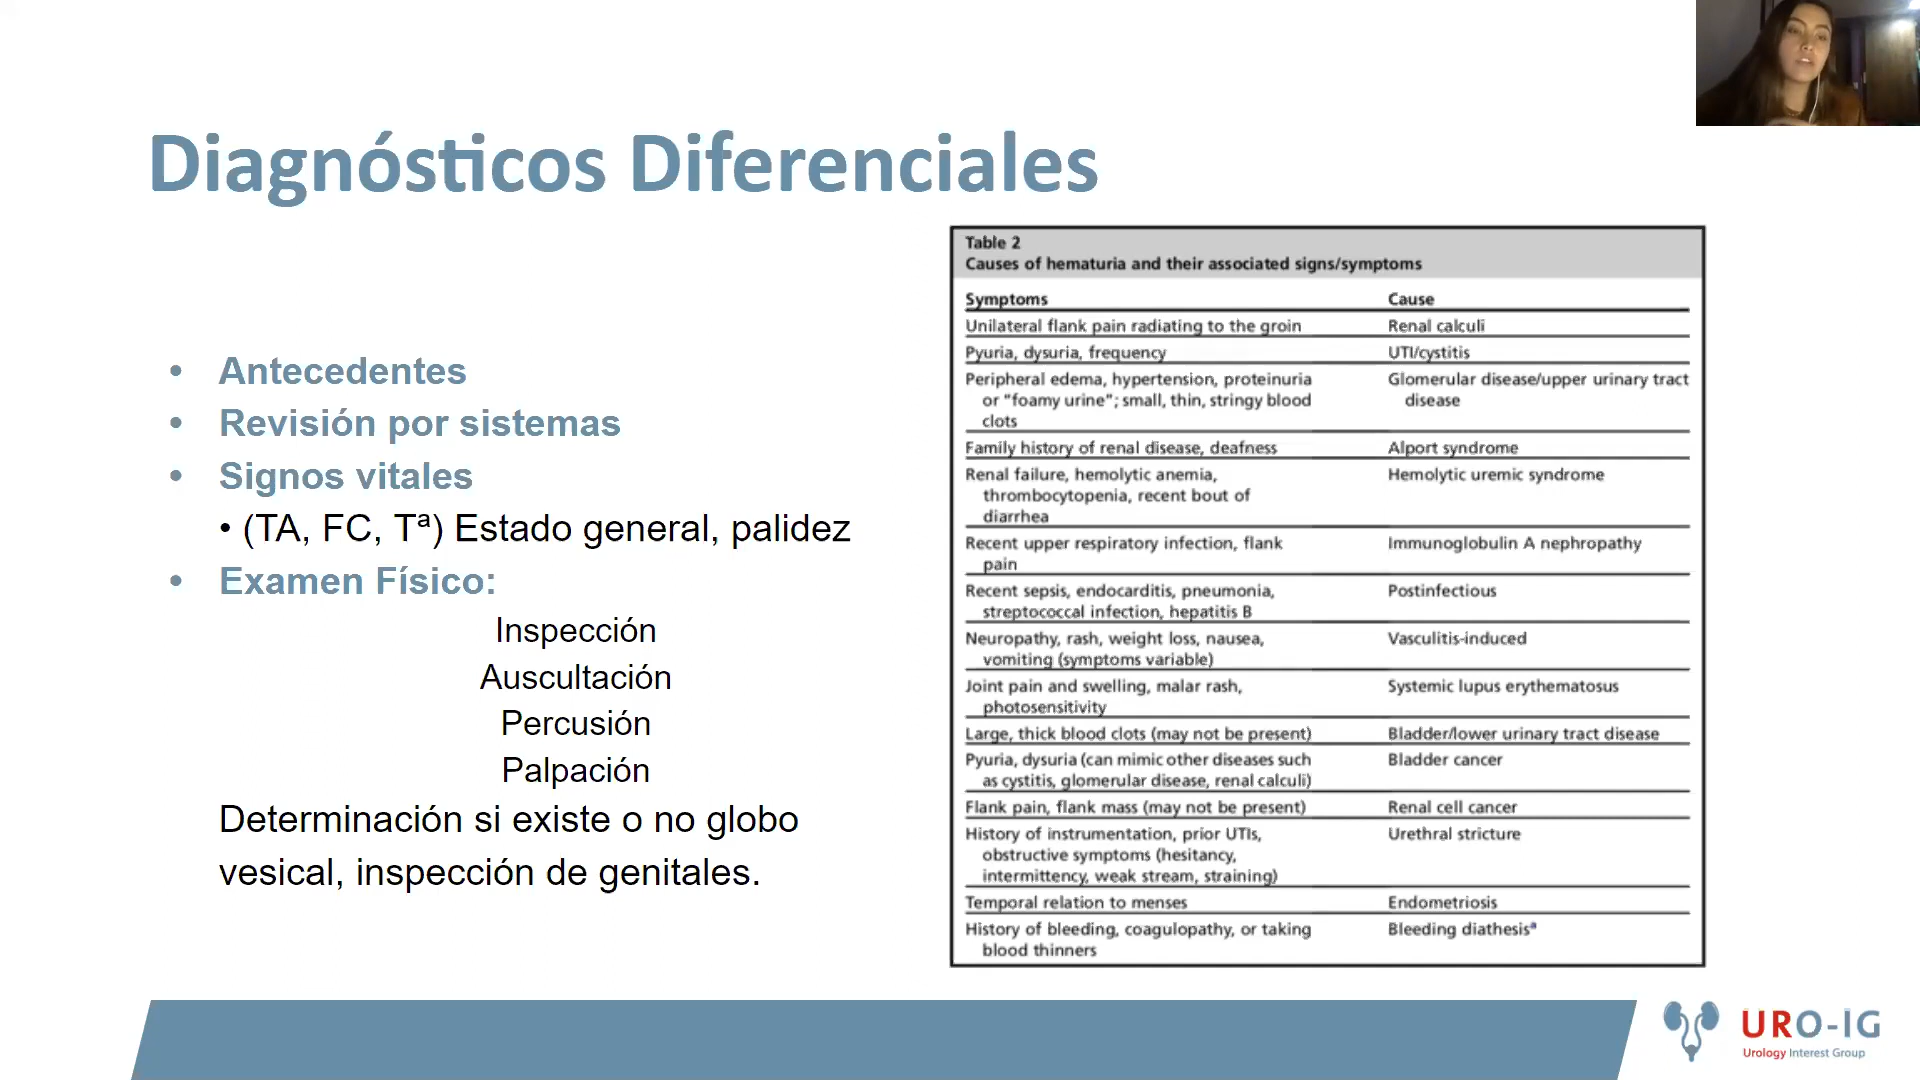 Diagnósticos Diferenciales
• Antecedentes
• Revisión por sistemas
• Signos vitales
• (TA, FC, Tª) Estado general, palidez
• Examen Físico:
Inspección
Auscultación
Percusión
Palpación
Determinación si existe o no globo
vesical, inspección de genitales.
Table 2
Causes of hematuria and their associated signs/symptoms
Symptoms Cause
Unilateral flank pain radiating to the groin Renal calculi
Pyuria, dysuria, frequency UTI/cystitis
Peripheral edema, hypertension, proteinuria Glomerular disease/upper urinary tract
or “foamy urine”; small, thin, stringy blood disease
clots
Family history of renal disease, deafness Alport syndrome
Renal failure, hemolytic anemia, Hemolytic uremic syndrome
thrombocytopenia, recent bout of
diarrhea
Recent upper respiratory infection, flank Immunoglobulin A nephropathy
pain
Recent sepsis, endocarditis, pneumonia, Postinfectious
streptococcal infection, hepatitis B
Neuropathy, rash, weight loss, nausea, Vasculitis-induced
vomiting (symptoms variable)
Joint pain and swelling, malar rash, Systemic lupus erythematosus
photosensitivity
Large, thick blood clots (may not be present) Bladder/lower urinary tract disease
Pyuria, dysuria (can mimic other diseases such Bladder cancer
as cystitis, glomerular disease, renal calculi)
Flank pain, flank mass (may not be present) Renal cell cancer
History of instrumentation, prior UTIs, Urethral stricture
obstructive symptoms (hesitancy,
intermittency, weak stream, straining)
Temporal relation to menses Endometriosis
History of bleeding, coagulopathy, or taking Bleeding diathesisª
blood thinners
URO-IG
Urology Interest Group